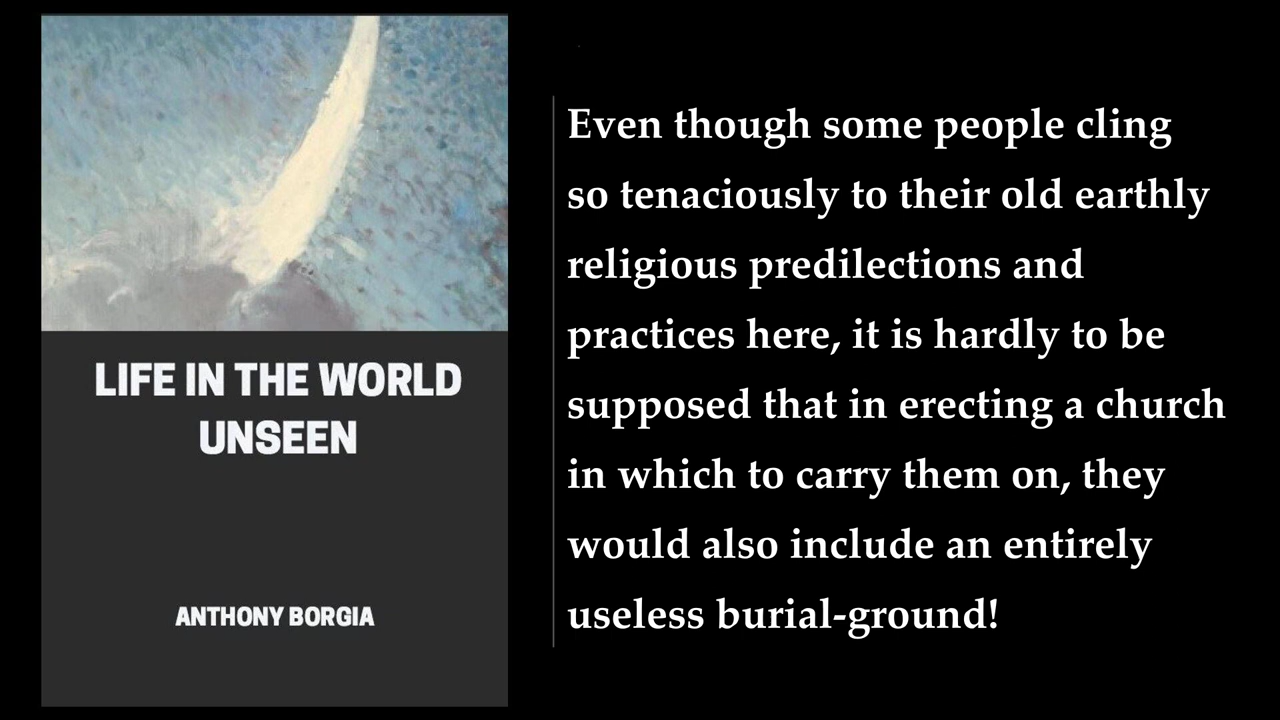 LIFE IN THE WORLD
UNSEEN
ANTHONY BORGIA
Even though some people cling
so tenaciously to their old earthly
religious predilections and
practices here, it is hardly to be
supposed that in erecting a church
in which to carry them on, they
would also include an entirely
useless burial-ground!